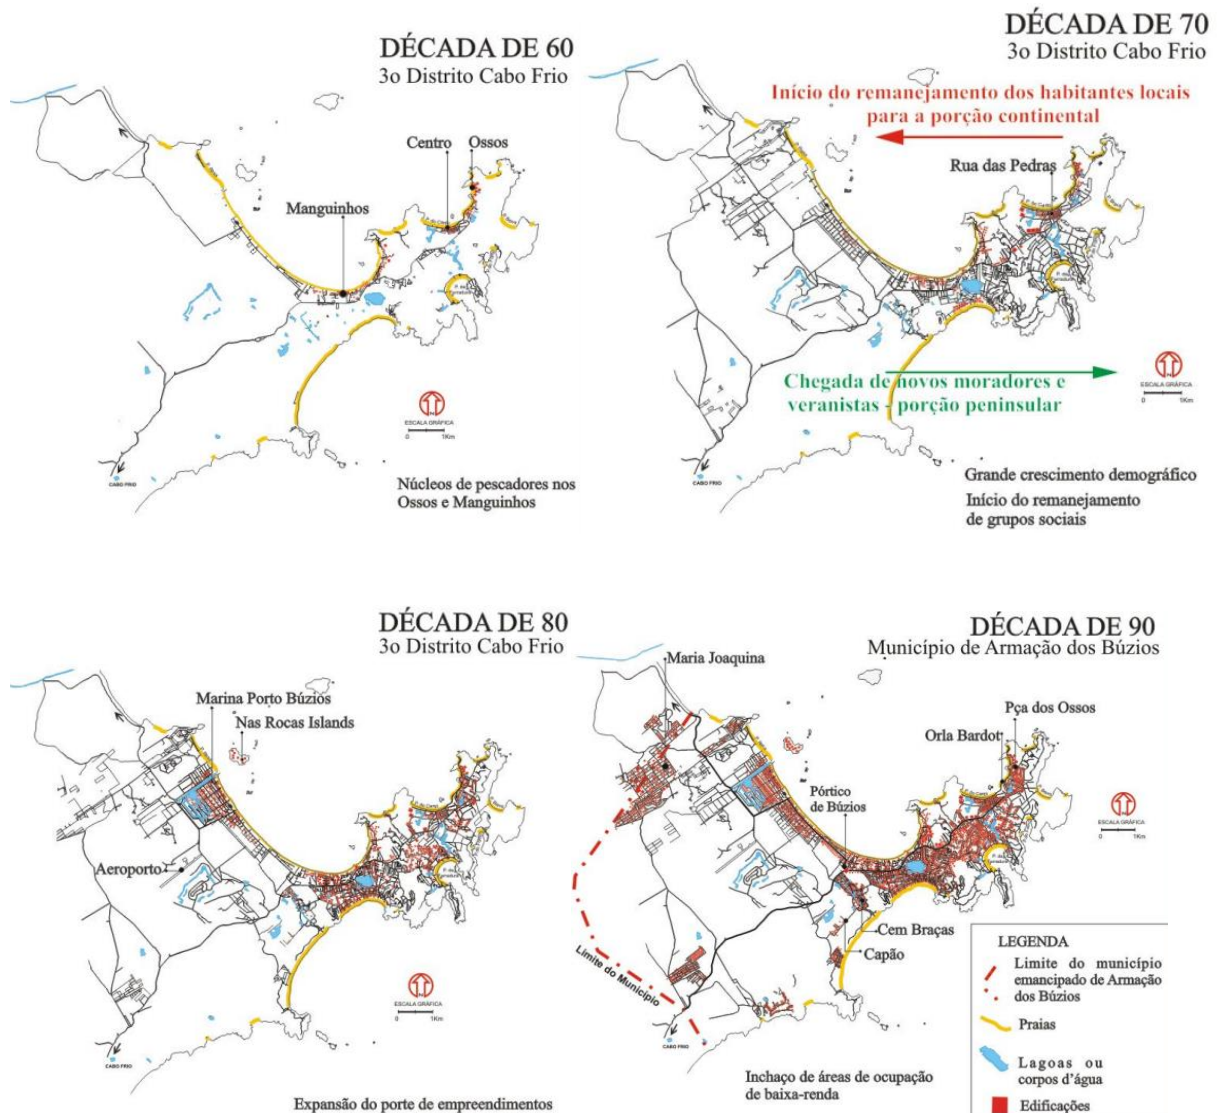 DÉCADA DE 60
3o Distrito Cabo Frio
Centro
Ossos
Manguinhos
ESCALA GRÁFICA
0 1Km
CABO FRIO
Núcleos de pescadores nos
Ossos e Manguinhos
DÉCADA DE 70
3o Distrito Cabo Frio
Início do remanejamento dos habitantes locais
para a porção continental
Rua das Pedras
Chegada de novos moradores e
veranistas - porção peninsular
ESCALA GRÁFICA
0 1Km
CABO FRIO
Grande crescimento demográfico
Início do remanejamento
de grupos sociais
DÉCADA DE 80
3o Distrito Cabo Frio
Marina Porto Búzios
Nas Rocas Islands
Aeroporto
ESCALA GRÁFICA
0 1Km
CABO FRIO
Expansão do porte de empreendimentos
DÉCADA DE 90
Município de Armação dos Búzios
Maria Joaquina
Pça dos Ossos
Orla Bardot
Pórtico
de Búzios
ESCALA GRÁFICA
0 1Km
Cem Braças
Capão
Limite do Município
CABO FRIO
Inchaço de áreas de ocupação
de baixa-renda
LEGENDA
Limite do município
emancipado de Armação
dos Búzios
Praias
Lagoas ou
corpos d'água
Edificações